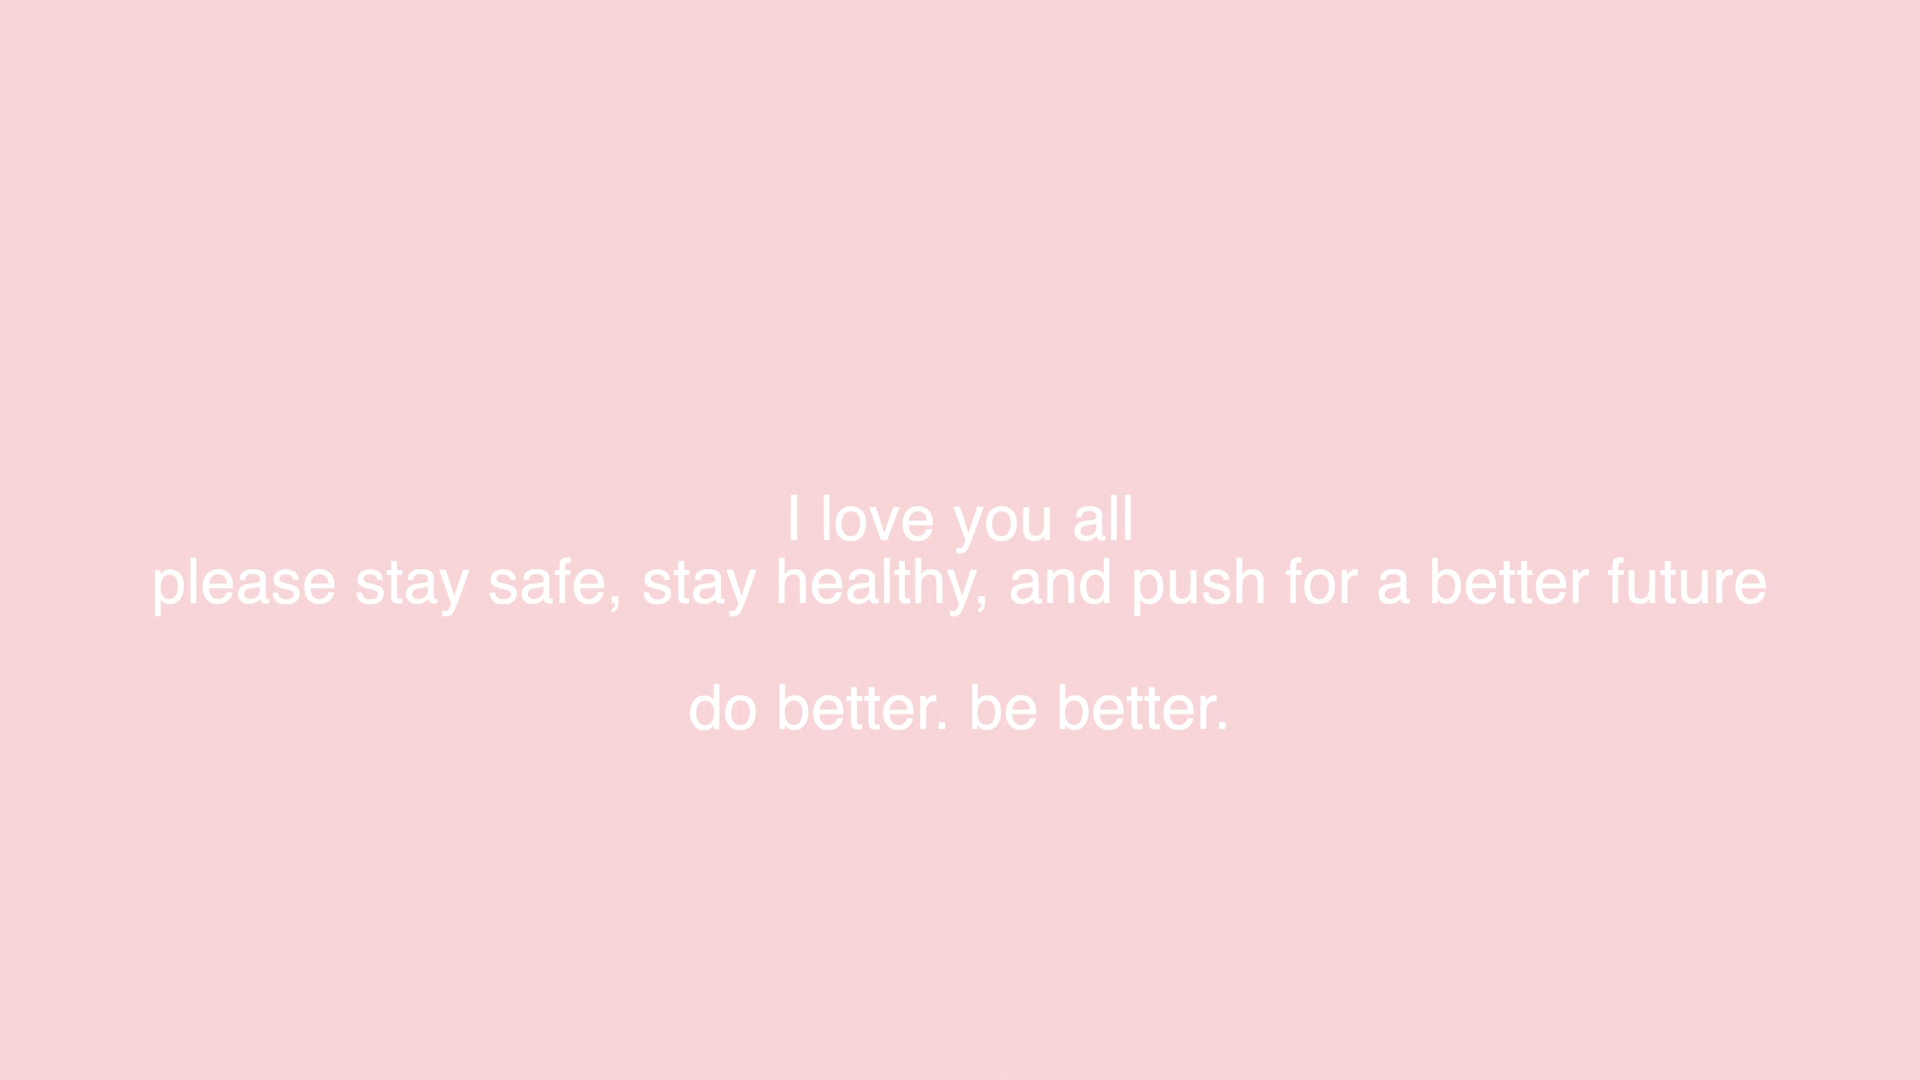 I love you all
please stay safe, stay healthy, and push for a better future
do better. be better.